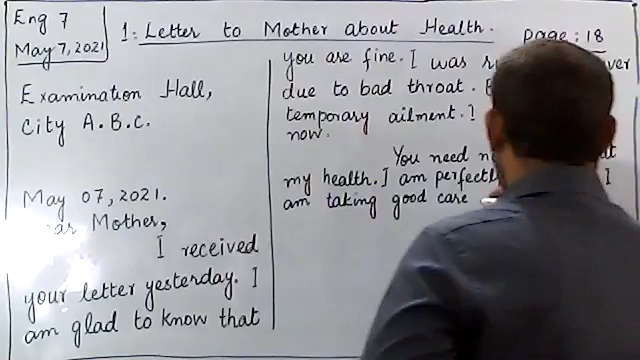 Eng 7
May 7, 2021
1: Letter to Mother about Health.
Page: 18
Examination Hall,
City A.B.C.
May 07, 2021.
Mother,
I received
your letter yesterday. I
am glad to know that
you are fine. I was
due to bad throat.
temporary ailment. I
now.
You need
my health. I am perfectly I
am taking good care